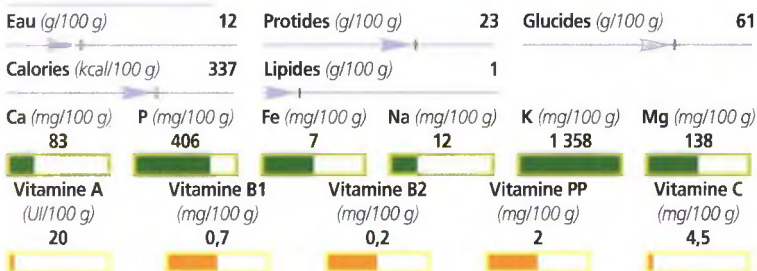 Eau (g/100 g) 12 Protides (g/100 g) 23 Glucides (g/100 g) 61
Calories (kcal/100 g) 337 Lipides (g/100 g) 1
Ca (mg/100 g) P (mg/100 g) Fe (mg/100 g) Na (mg/100 g) K (mg/100 g) Mg (mg/100 g)
83 406 7 12 1 358 138
Vitamine A Vitamine B1 Vitamine B2 Vitamine PP Vitamine C
(UI/100 g) (mg/100 g) (mg/100 g) (mg/100 g) (mg/100 g)
20 0,7 0,2 2 4,5